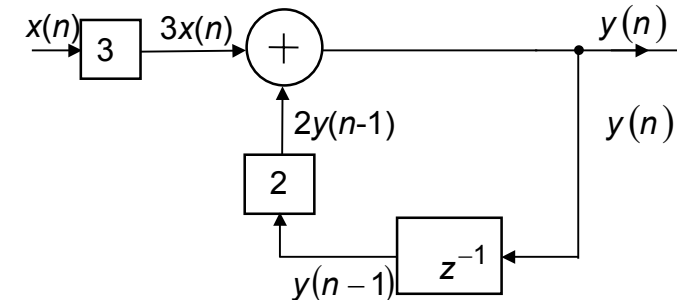 x(n) 3x(n) y(n)
3 +
2y(n-1) y(n)
2
y(n − 1) z⁻¹